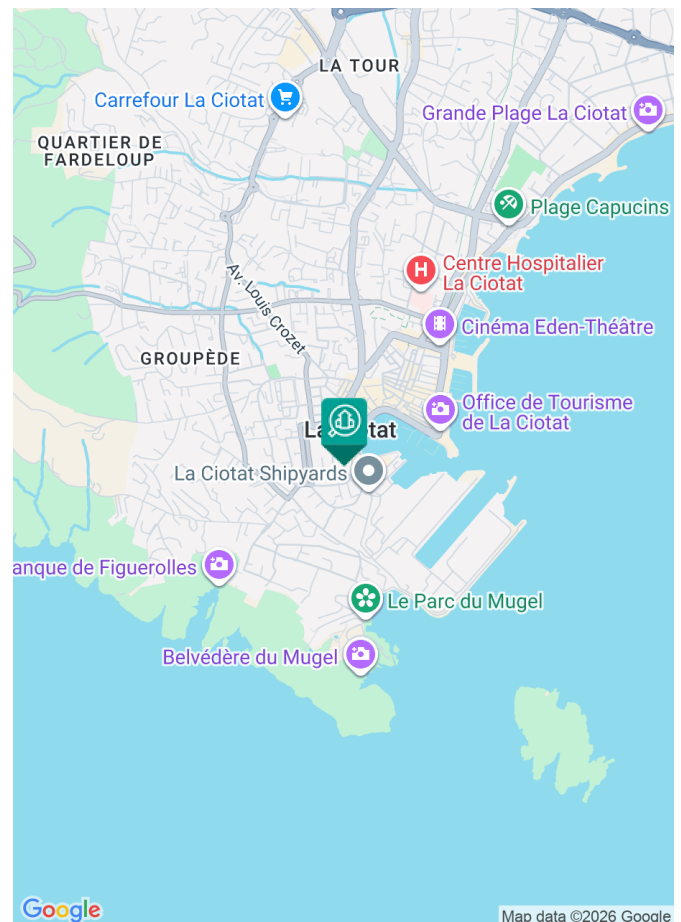 LA TOUR
Carrefour La Ciotat
Grande Plage La Ciotat
QUARTIER DE
FARDELOUP
Plage Capucins
Centre Hospitalier
La Ciotat
Av. Louis Crozet
Cinéma Eden-Théâtre
GROUPÈDE
Office de Tourisme
de La Ciotat
La Ciotat Shipyards
anque de Figuerolles
Le Parc du Mugel
Belvédère du Mugel
Google
Map data ©2026 Google